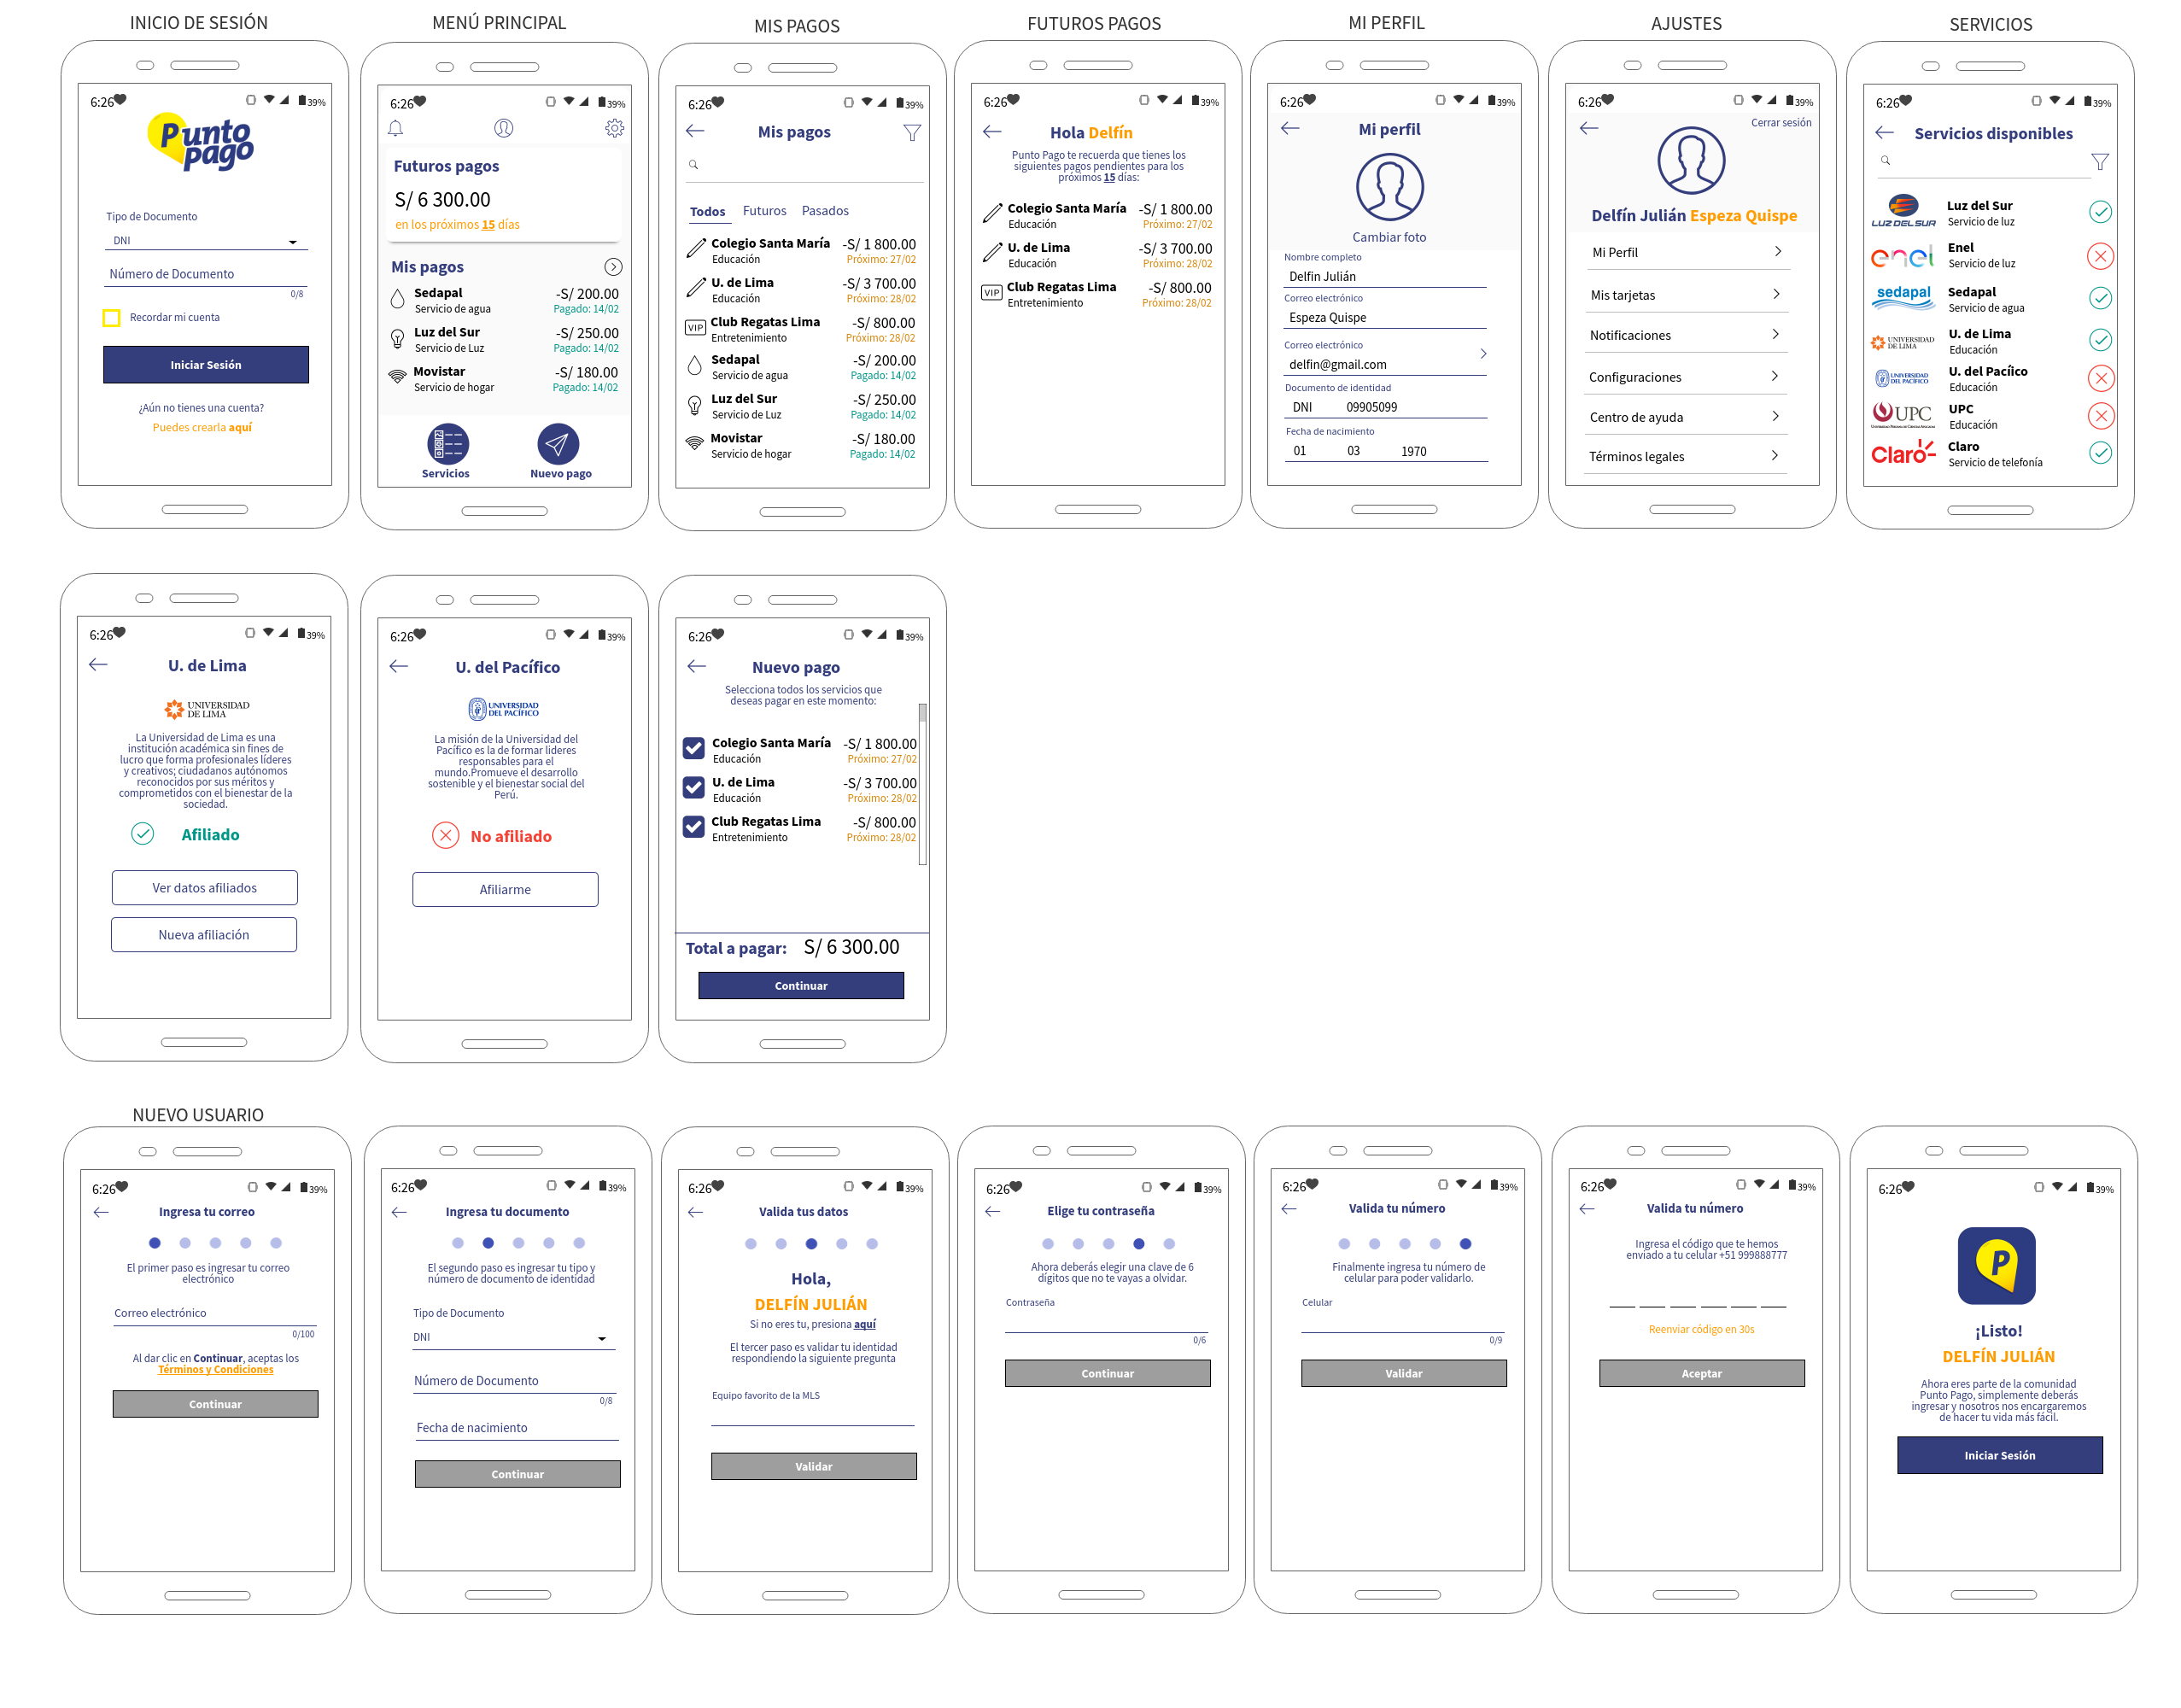 INICIO DE SESIÓN
6:26
39%
Punto
pago
Tipo de Documento
DNI
Número de Documento
0/8
Recordar mi cuenta
Iniciar Sesión
¿Aún no tienes una cuenta?
Puedes crearla aquí
MENÚ PRINCIPAL
6:26
39%
Futuros pagos
S/ 6 300.00
en los próximos 15 días
Mis pagos
Sedapal -S/ 200.00
Servicio de agua Pagado: 14/02
Luz del Sur -S/ 250.00
Servicio de Luz Pagado: 14/02
Movistar -S/ 180.00
Servicio de hogar Pagado: 14/02
Servicios
Nuevo pago
MIS PAGOS
6:26
39%
Mis pagos
Todos Futuros Pasados
Colegio Santa María -S/ 1 800.00
Educación Próximo: 27/02
U. de Lima -S/ 3 700.00
Educación Próximo: 28/02
VIP
Club Regatas Lima -S/ 800.00
Entretenimiento Próximo: 28/02
Sedapal -S/ 200.00
Servicio de agua Pagado: 14/02
Luz del Sur -S/ 250.00
Servicio de Luz Pagado: 14/02
Movistar -S/ 180.00
Servicio de hogar Pagado: 14/02
FUTUROS PAGOS
6:26
39%
Hola Delfín
Punto Pago te recuerda que tienes los
siguientes pagos pendientes para los
próximos 15 días:
Colegio Santa María -S/ 1 800.00
Educación Próximo: 27/02
U. de Lima -S/ 3 700.00
Educación Próximo: 28/02
VIP
Club Regatas Lima -S/ 800.00
Entretenimiento Próximo: 28/02
MI PERFIL
6:26
39%
Mi perfil
Cambiar foto
Nombre completo
Delfin Julián
Correo electrónico
Espeza Quispe
Correo electrónico
delfin@gmail.com
Documento de identidad
DNI 09905099
Fecha de nacimiento
01 03 1970
AJUSTES
6:26
39%
Cerrar sesión
Delfín Julián Espeza Quispe
Mi Perfil
Mis tarjetas
Notificaciones
Configuraciones
Centro de ayuda
Términos legales
SERVICIOS
6:26
39%
Servicios disponibles
LUZ DEL SUR
Luz del Sur
Servicio de luz
enel
Enel
Servicio de luz
sedapal
Sedapal
Servicio de agua
UNIVERSIDAD
DE LIMA
U. de Lima
Educación
UNIVERSIDAD
DEL PACÍFICO
U. del Pacíico
Educación
UPC
UPC
Educación
Claro
Claro
Servicio de telefonía
6:26
39%
U. de Lima
UNIVERSIDAD
DE LIMA
La Universidad de Lima es una
institución académica sin fines de
lucro que forma profesionales líderes
y creativos; ciudadanos autónomos
reconocidos por sus méritos y
comprometidos con el bienestar de la
sociedad.
Afiliado
Ver datos afiliados
Nueva afiliación
6:26
39%
U. del Pacífico
UNIVERSIDAD
DEL PACÍFICO
La misión de la Universidad del
Pacífico es la de formar lideres
responsables para el
mundo.Promueve el desarrollo
sostenible y el bienestar social del
Perú.
No afiliado
Afiliarme
6:26
39%
Nuevo pago
Selecciona todos los servicios que
deseas pagar en este momento:
Colegio Santa María -S/ 1 800.00
Educación Próximo: 27/02
U. de Lima -S/ 3 700.00
Educación Próximo: 28/02
Club Regatas Lima -S/ 800.00
Entretenimiento Próximo: 28/02
Total a pagar: S/ 6 300.00
Continuar
NUEVO USUARIO
6:26
39%
Ingresa tu correo
El primer paso es ingresar tu correo
electrónico
Correo electrónico
0/100
Al dar clic en Continuar, aceptas los
Términos y Condiciones
Continuar
6:26
39%
Ingresa tu documento
El segundo paso es ingresar tu tipo y
número de documento de identidad
Tipo de Documento
DNI
Número de Documento
0/8
Fecha de nacimiento
Continuar
6:26
39%
Valida tus datos
Hola,
DELFÍN JULIÁN
Si no eres tu, presiona aquí
El tercer paso es validar tu identidad
respondiendo la siguiente pregunta
Equipo favorito de la MLS
Validar
6:26
39%
Elige tu contraseña
Ahora deberás elegir una clave de 6
dígitos que no te vayas a olvidar.
Contraseña
0/6
Continuar
6:26
39%
Valida tu número
Finalmente ingresa tu número de
celular para poder validarlo.
Celular
0/9
Validar
6:26
39%
Valida tu número
Ingresa el código que te hemos
enviado a tu celular +51 999888777
Reenviar código en 30s
Aceptar
6:26
39%
P
¡Listo!
DELFÍN JULIÁN
Ahora eres parte de la comunidad
Punto Pago, simplemente deberás
ingresar y nosotros nos encargaremos
de hacer tu vida más fácil.
Iniciar Sesión